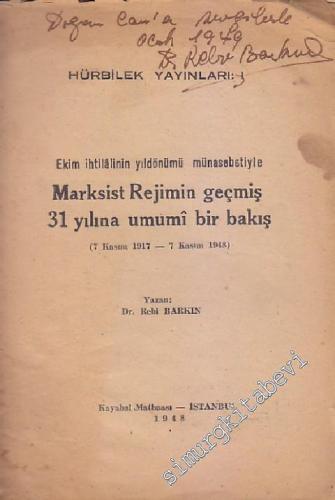 Doğan Can'a sevgilerle
Ocak 1949
Dr. Rebi Barkın
HÜRBİLEK YAYINLARI: 1
Ekim ihtilâlinin yıldönümü münasebetiyle
Marksist Rejimin geçmiş
31 yılına umumî bir bakış
(7 Kasım 1917 — 7 Kasım 1948)
Yazan:
Dr. Rebi BARKIN
Kayabal Matbaası — İSTANBUL
1948
simurgkitabevi.com